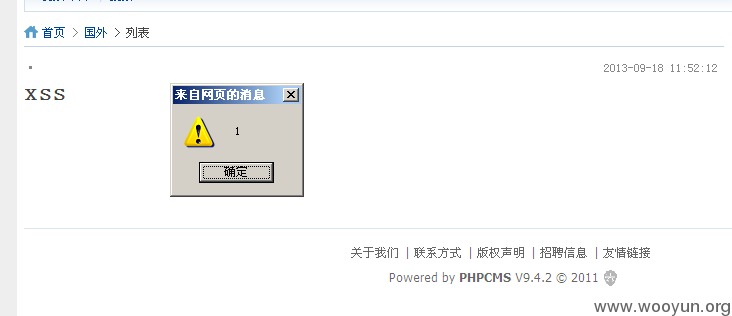 首页 > 国外 > 列表
2013-09-18 11:52:12
XSS
来自网页的消息
1
确定
关于我们 | 联系方式 | 版权声明 | 招聘信息 | 友情链接
Powered by PHPCMS V9.4.2 © 2011
www.wooyun.org